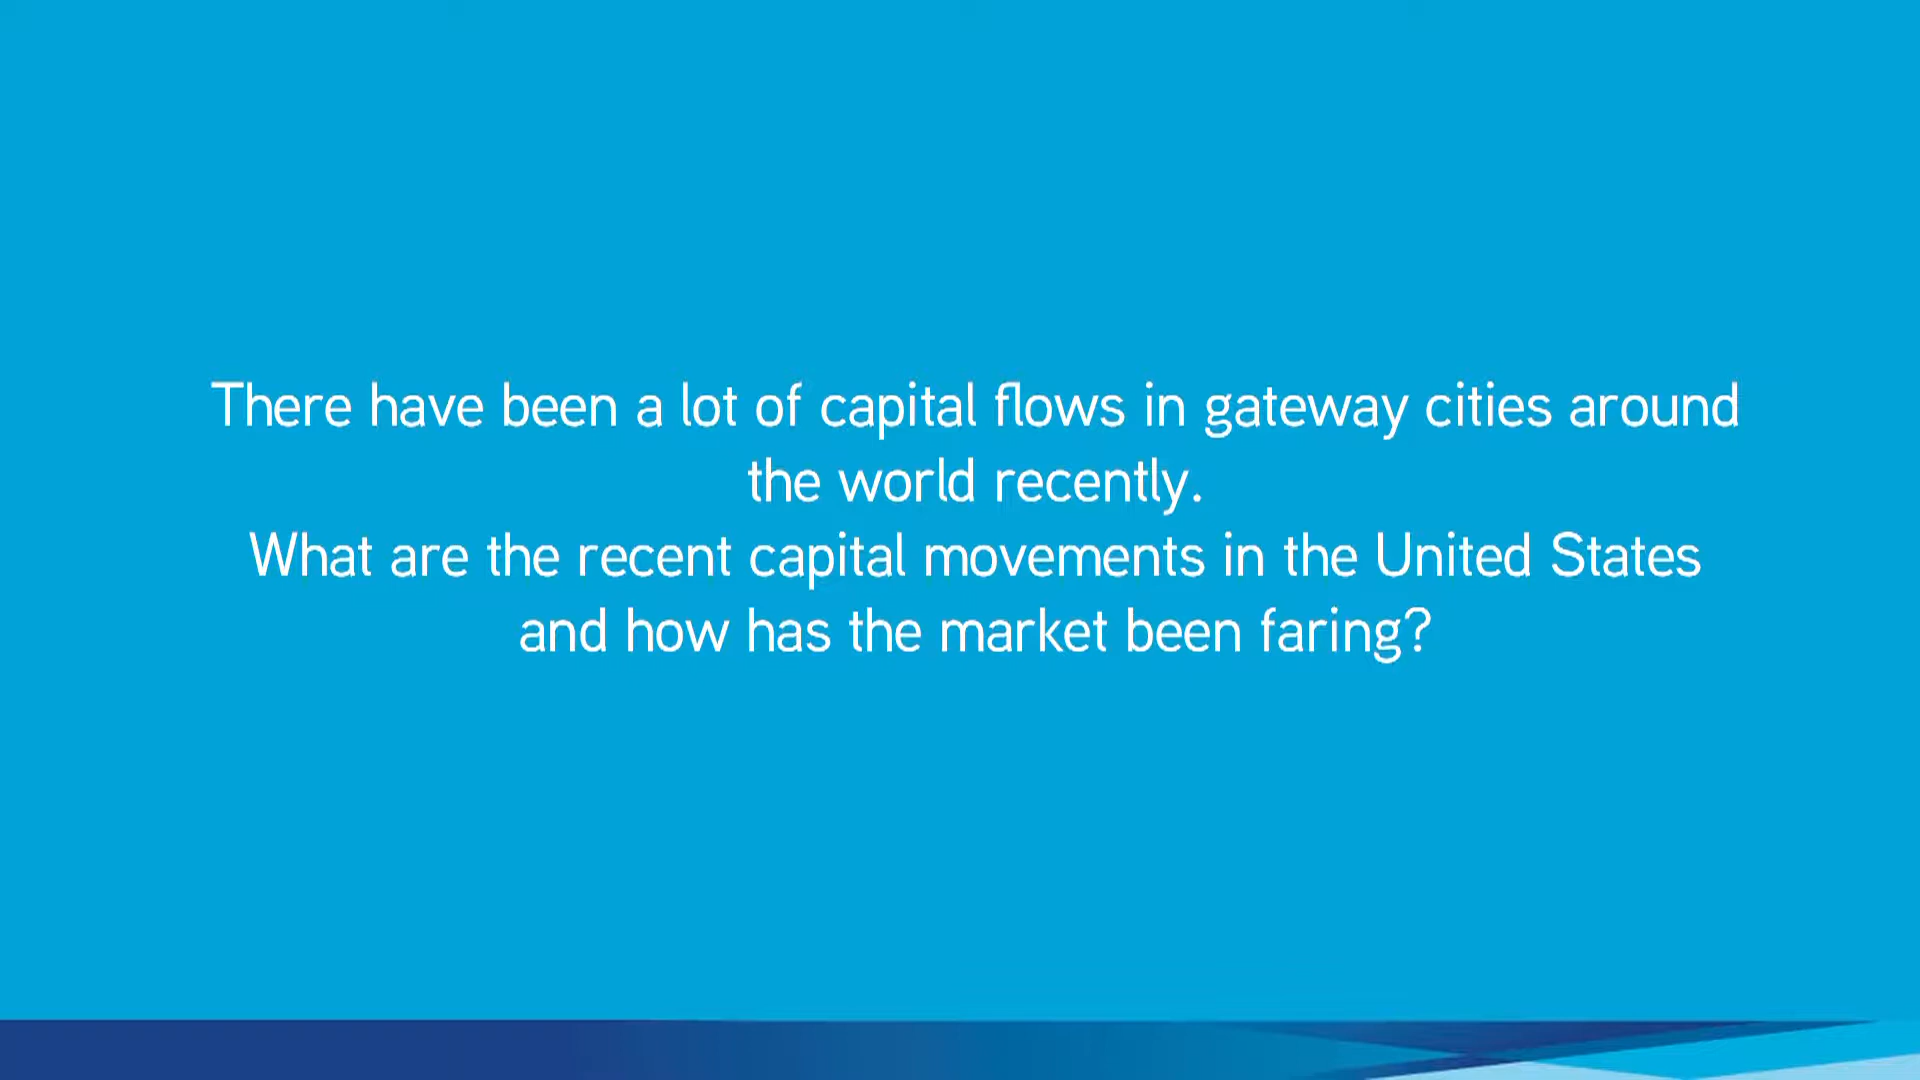 There have been a lot of capital flows in gateway cities around
the world recently.
What are the recent capital movements in the United States
and how has the market been faring?